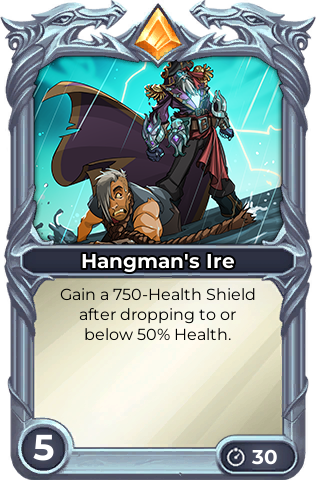 Hangman's Ire
Gain a 750-Health Shield
after dropping to or
below 50% Health.
5
30